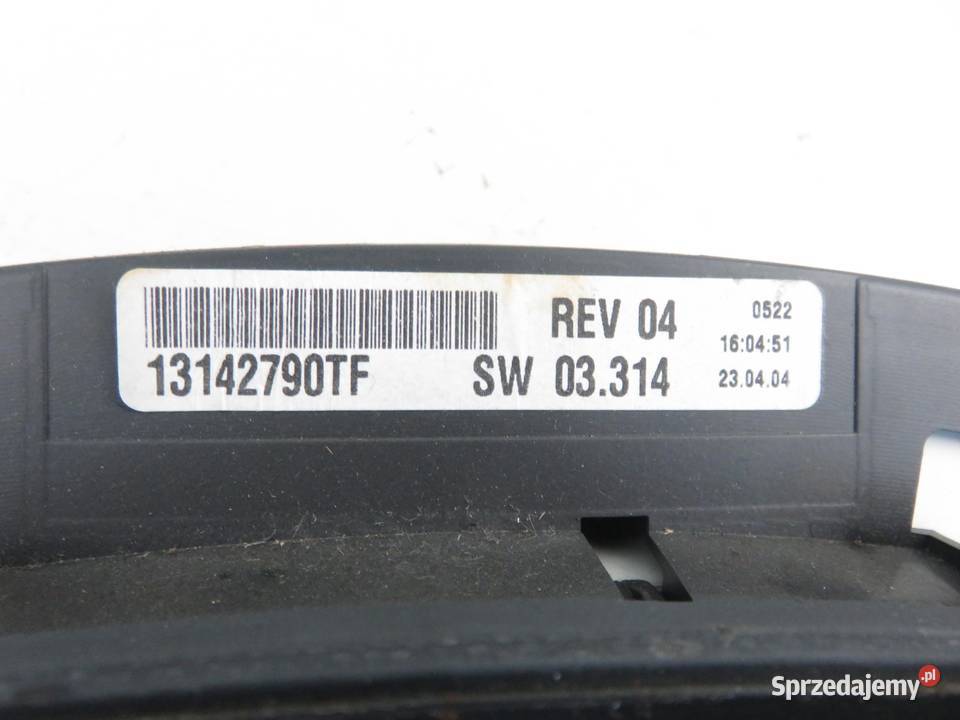 REV 04
0522
16:04:51
13142790TF
SW 03.314
23.04.04
Sprzedajemy.pl